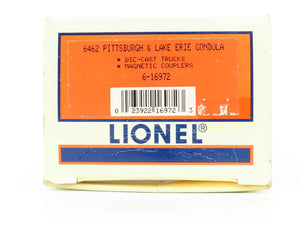 6462 PITTSBURGH & LAKE ERIE GONDOLA
• DIE-CAST TRUCKS
• MAGNETIC COUPLERS
6-16972
0 23922 16972 3
LIONEL®